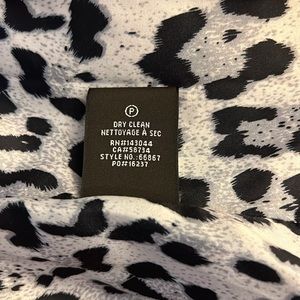 P
DRY CLEAN
NETTOYAGE À SEC
RN#143044
CA#58734
STYLE NO.: 66867
PO#16237